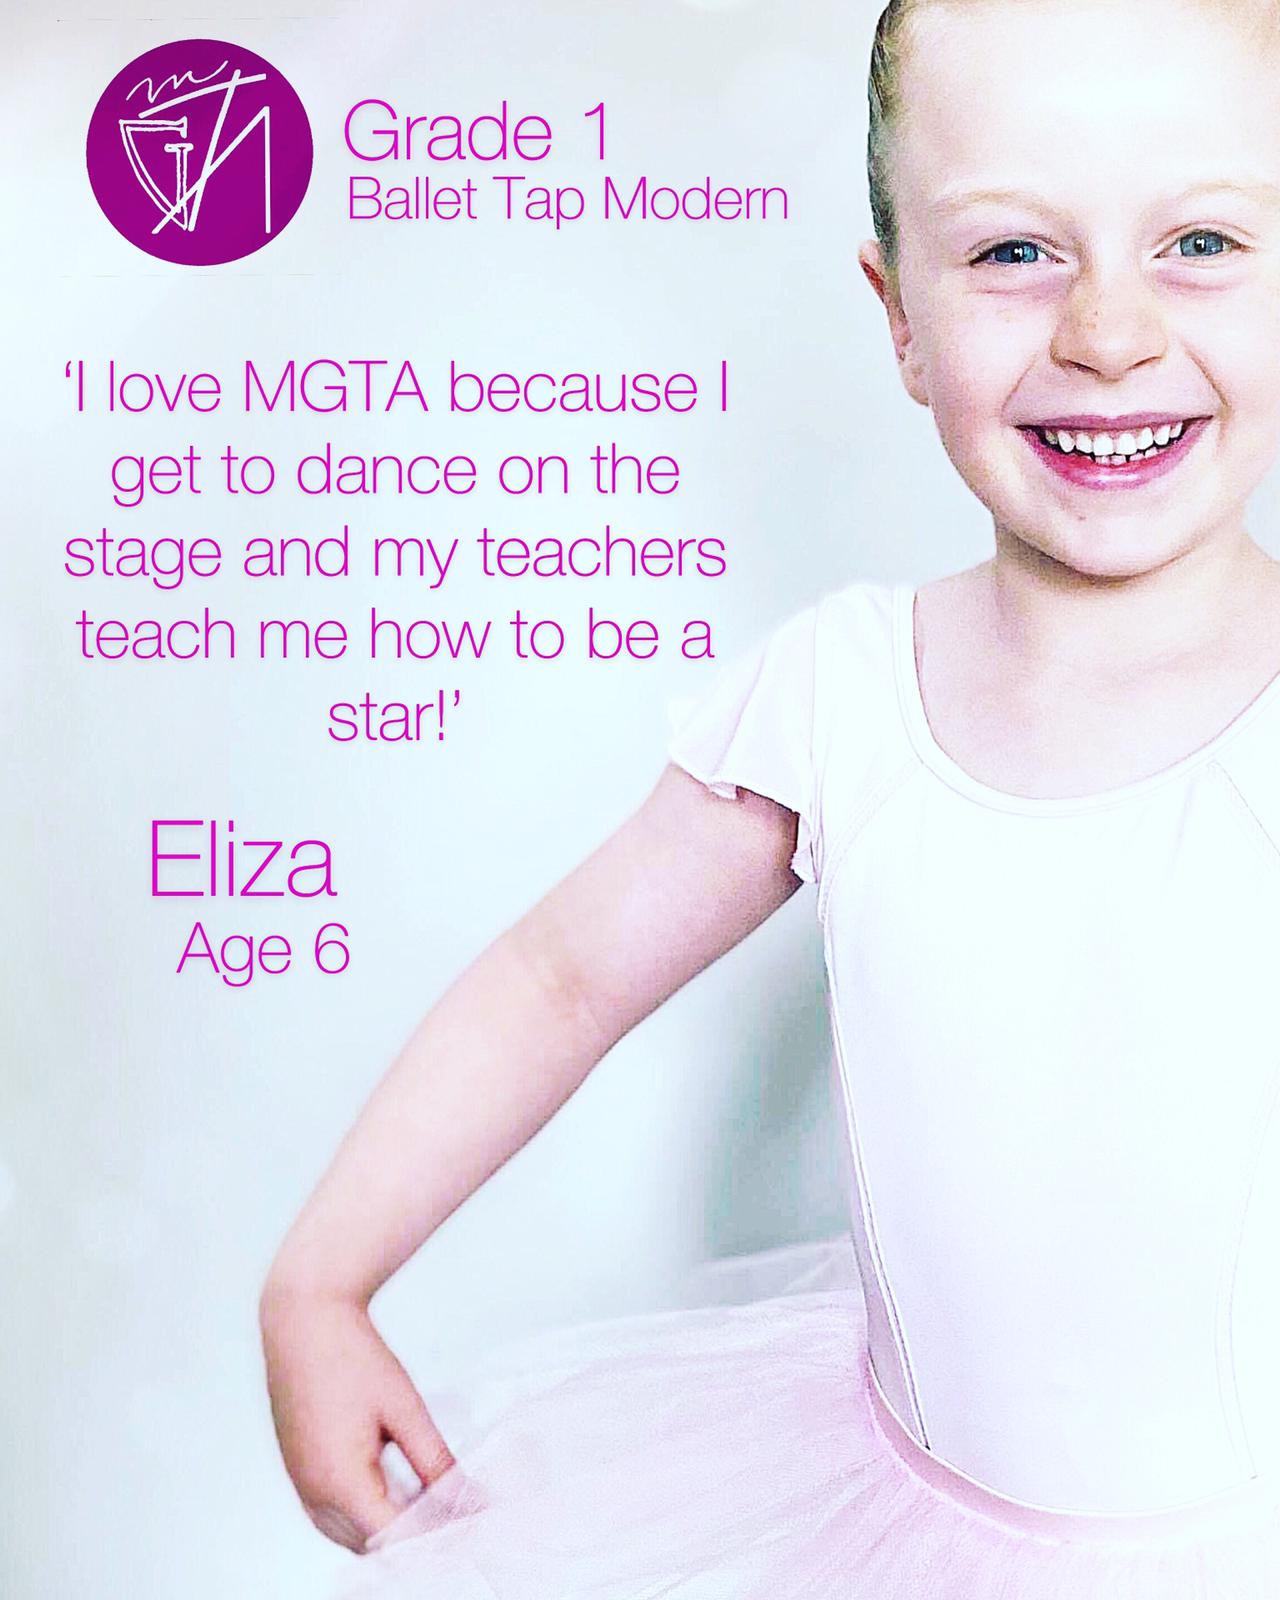 mTGA
Grade 1
Ballet Tap Modern
‘I love MGTA because I
get to dance on the
stage and my teachers
teach me how to be a
star!’
Eliza
Age 6